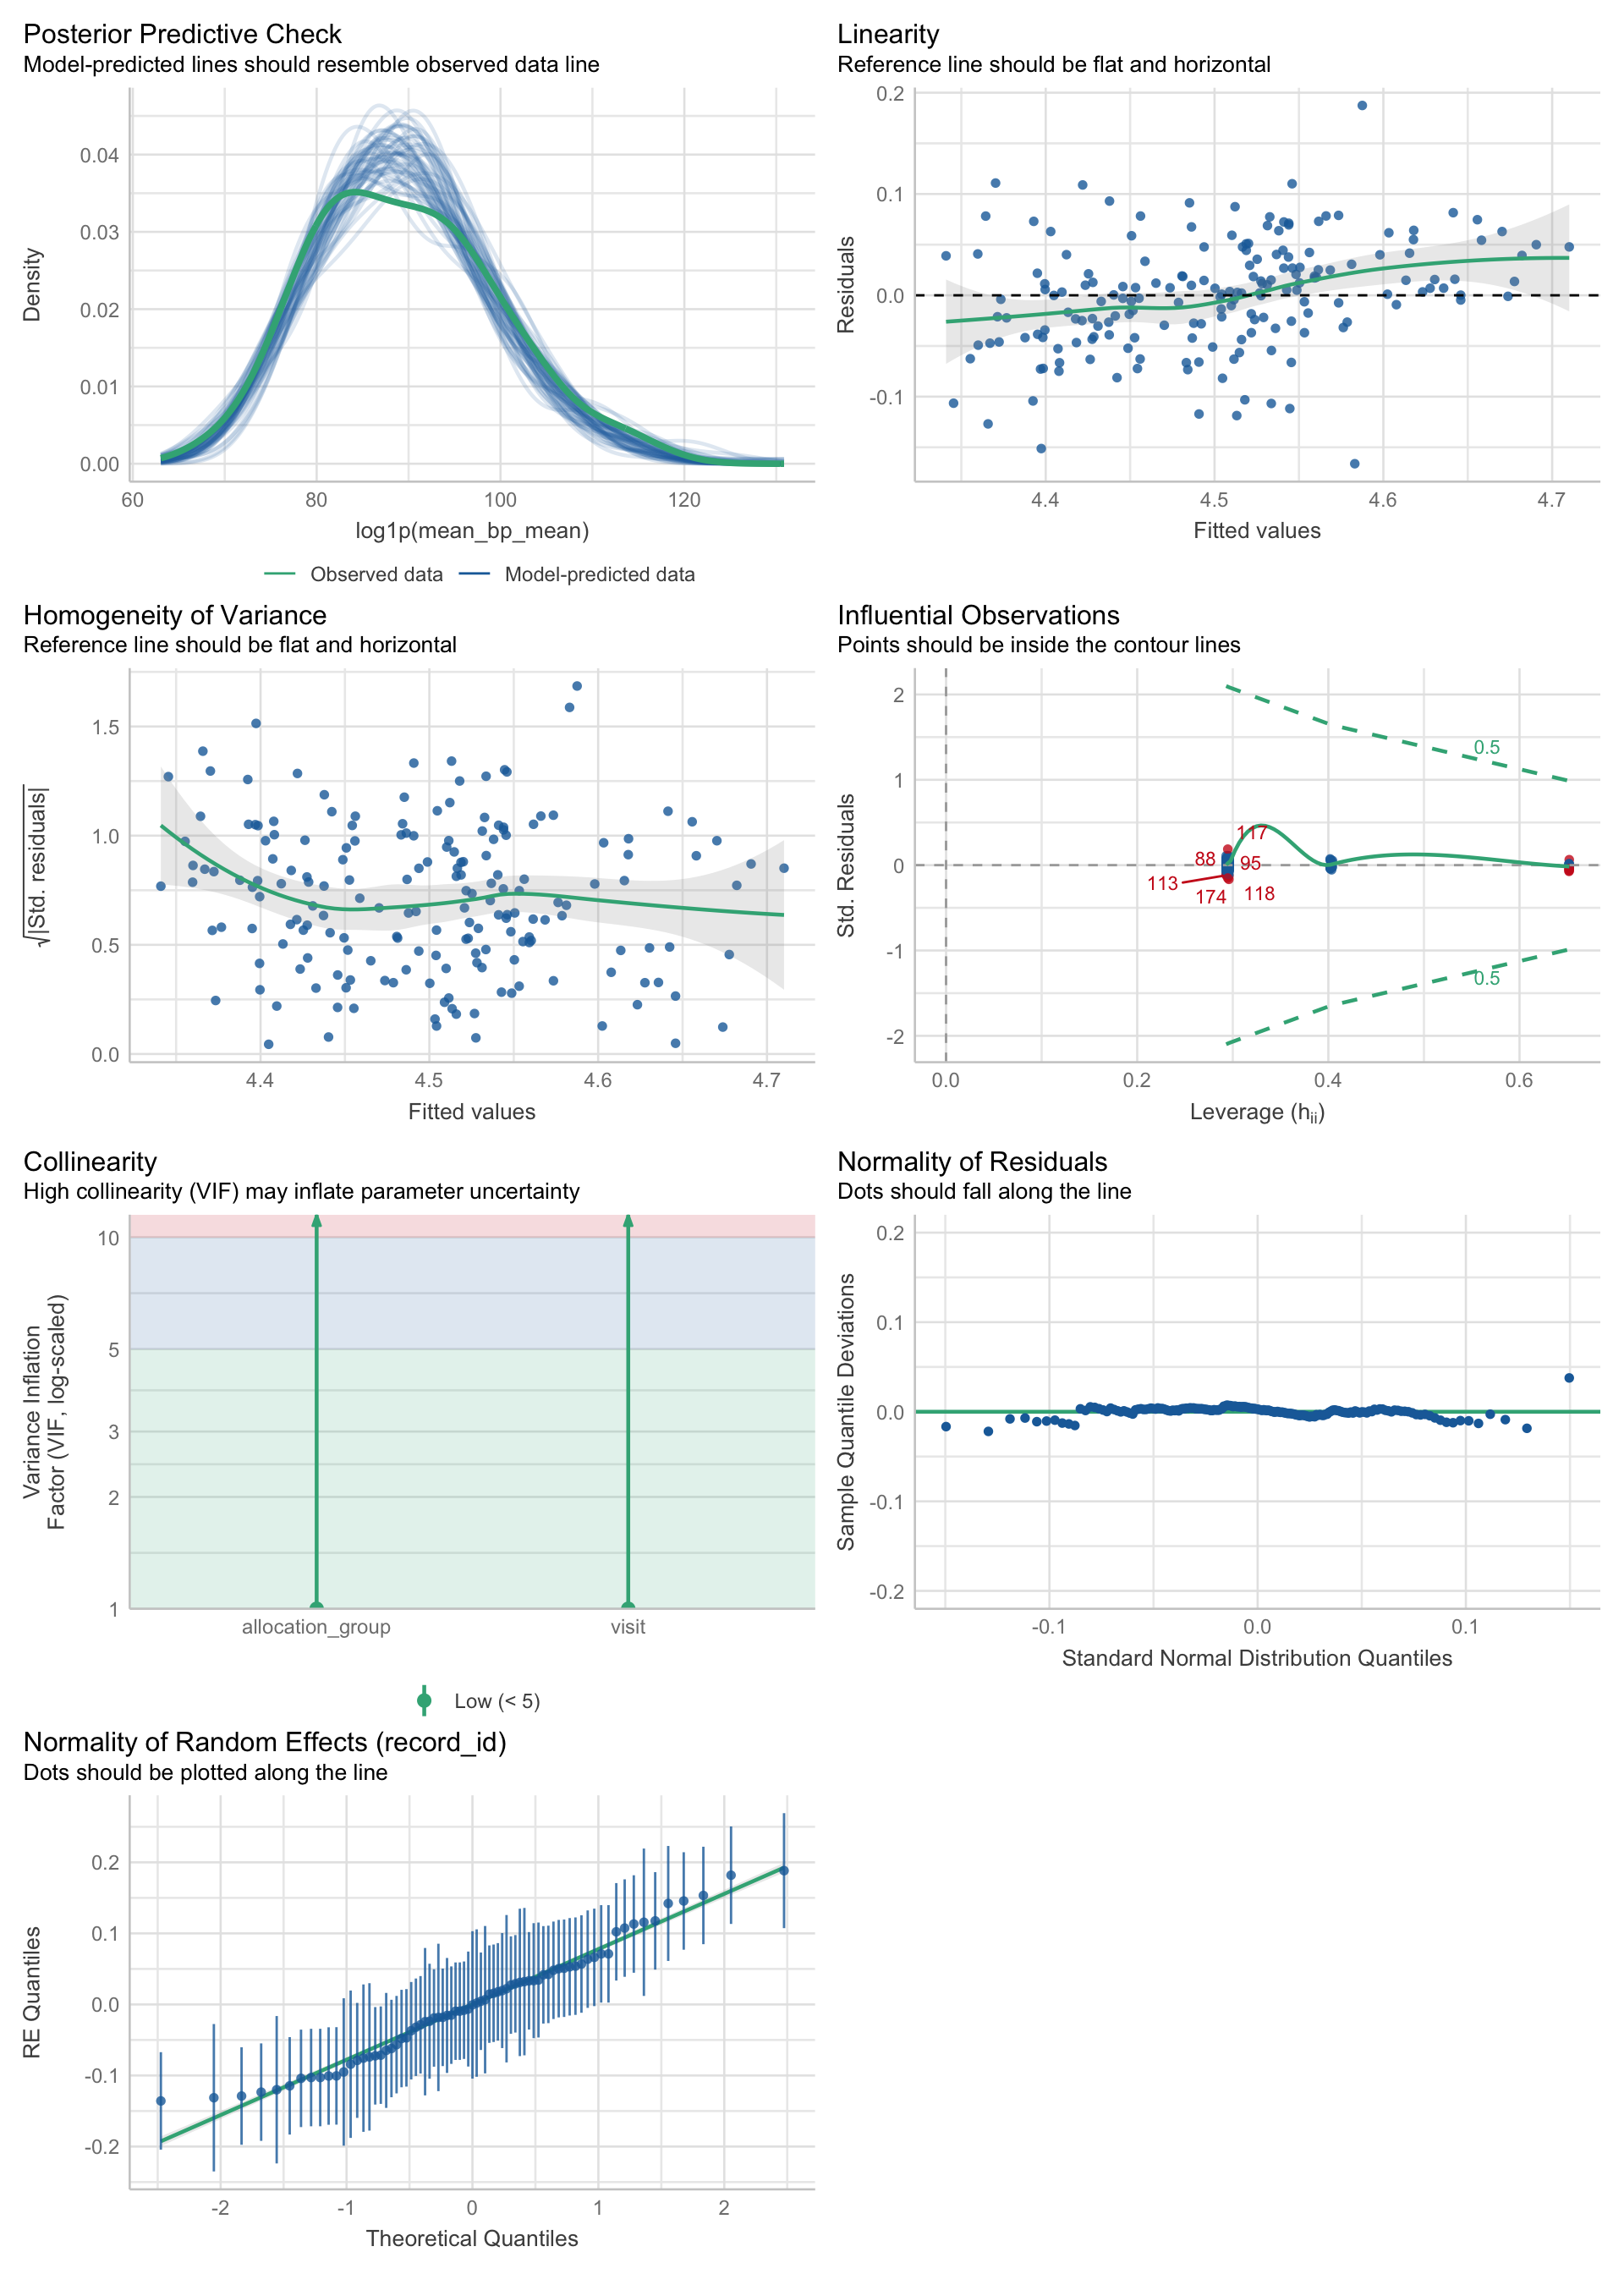 Posterior Predictive Check
Model-predicted lines should resemble observed data line
0.04
0.03
0.02
0.01
0.00
Density
60
80
100
120
log1p(mean_bp_mean)
Observed data
Model-predicted data
Linearity
Reference line should be flat and horizontal
0.2
0.1
0.0
-0.1
Residuals
4.4
4.5
4.6
4.7
Fitted values
Homogeneity of Variance
Reference line should be flat and horizontal
1.5
1.0
0.5
0.0
√|Std. residuals|
4.4
4.5
4.6
4.7
Fitted values
Influential Observations
Points should be inside the contour lines
2
1
0
-1
-2
Std. Residuals
0.5
117
88
95
113
174
118
0.5
0.0
0.2
0.4
0.6
Leverage (hii)
Collinearity
High collinearity (VIF) may inflate parameter uncertainty
10
5
3
2
1
Variance Inflation
Factor (VIF, log-scaled)
allocation_group
visit
Low (< 5)
Normality of Residuals
Dots should fall along the line
0.2
0.1
0.0
-0.1
-0.2
Sample Quantile Deviations
-0.1
0.0
0.1
Standard Normal Distribution Quantiles
Normality of Random Effects (record_id)
Dots should be plotted along the line
0.2
0.1
0.0
-0.1
-0.2
RE Quantiles
-2
-1
0
1
2
Theoretical Quantiles